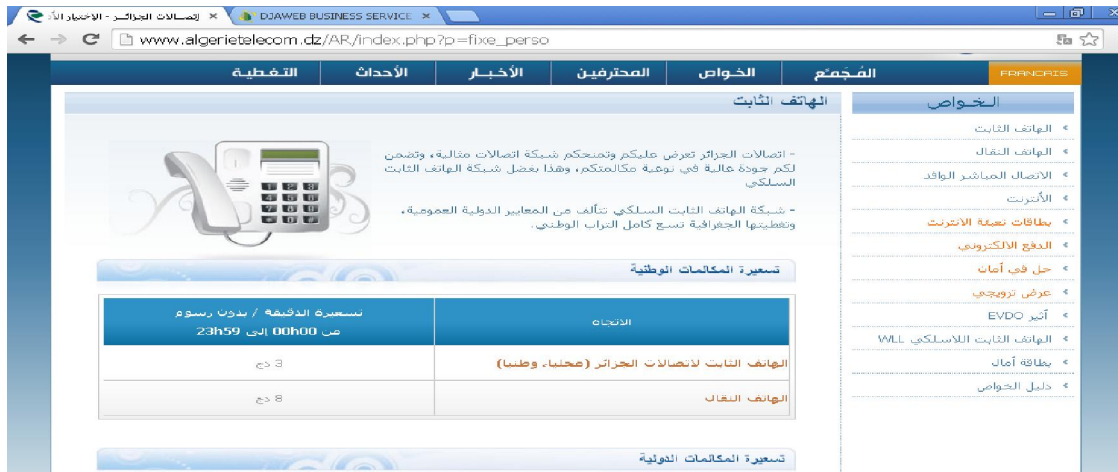 اتصالات الجزائر - الإختيار الأ
DJAWEB BUSINESS SERVICE
www.algerietelecom.dz/AR/index.php?p=fixe_perso
FRANCAIS
المُجَمّع
الخواص
المحترفين
الأخبار
الأحداث
التغطية
الخواص
الهاتف الثابت
الهاتف النقال
الاتصال المباشر الوافد
الأنترنت
بطاقات تعبئة الانترنت
الدفع الالكتروني
حل في أمان
عرض ترويجي
أثير EVDO
الهاتف الثابت اللاسلكي WLL
بطاقة أمال
دليل الخواص
الهاتف الثابت
- اتصالات الجزائر تعرض عليكم وتمنحكم شبكة اتصالات مثالية، وتضمن
لكم جودة عالية في نوعية مكالمتكم، وهذا بفضل شبكة الهاتف الثابت
السلكي
- شبكة الهاتف الثابت السلكي تتألف من المعايير الدولية العمومية،
وتغطيتها الجغرافية تسع كامل التراب الوطني.
تسعيرة المكالمات الوطنية
الاتجاه
تسعيرة الدقيقة / بدون رسوم
من 00h00 إلى 23h59
الهاتف الثابت لاتصالات الجزائر (محليا، وطنيا)
3 دج
الهاتف النقال
8 دج
تسعيرة المكالمات الدولية